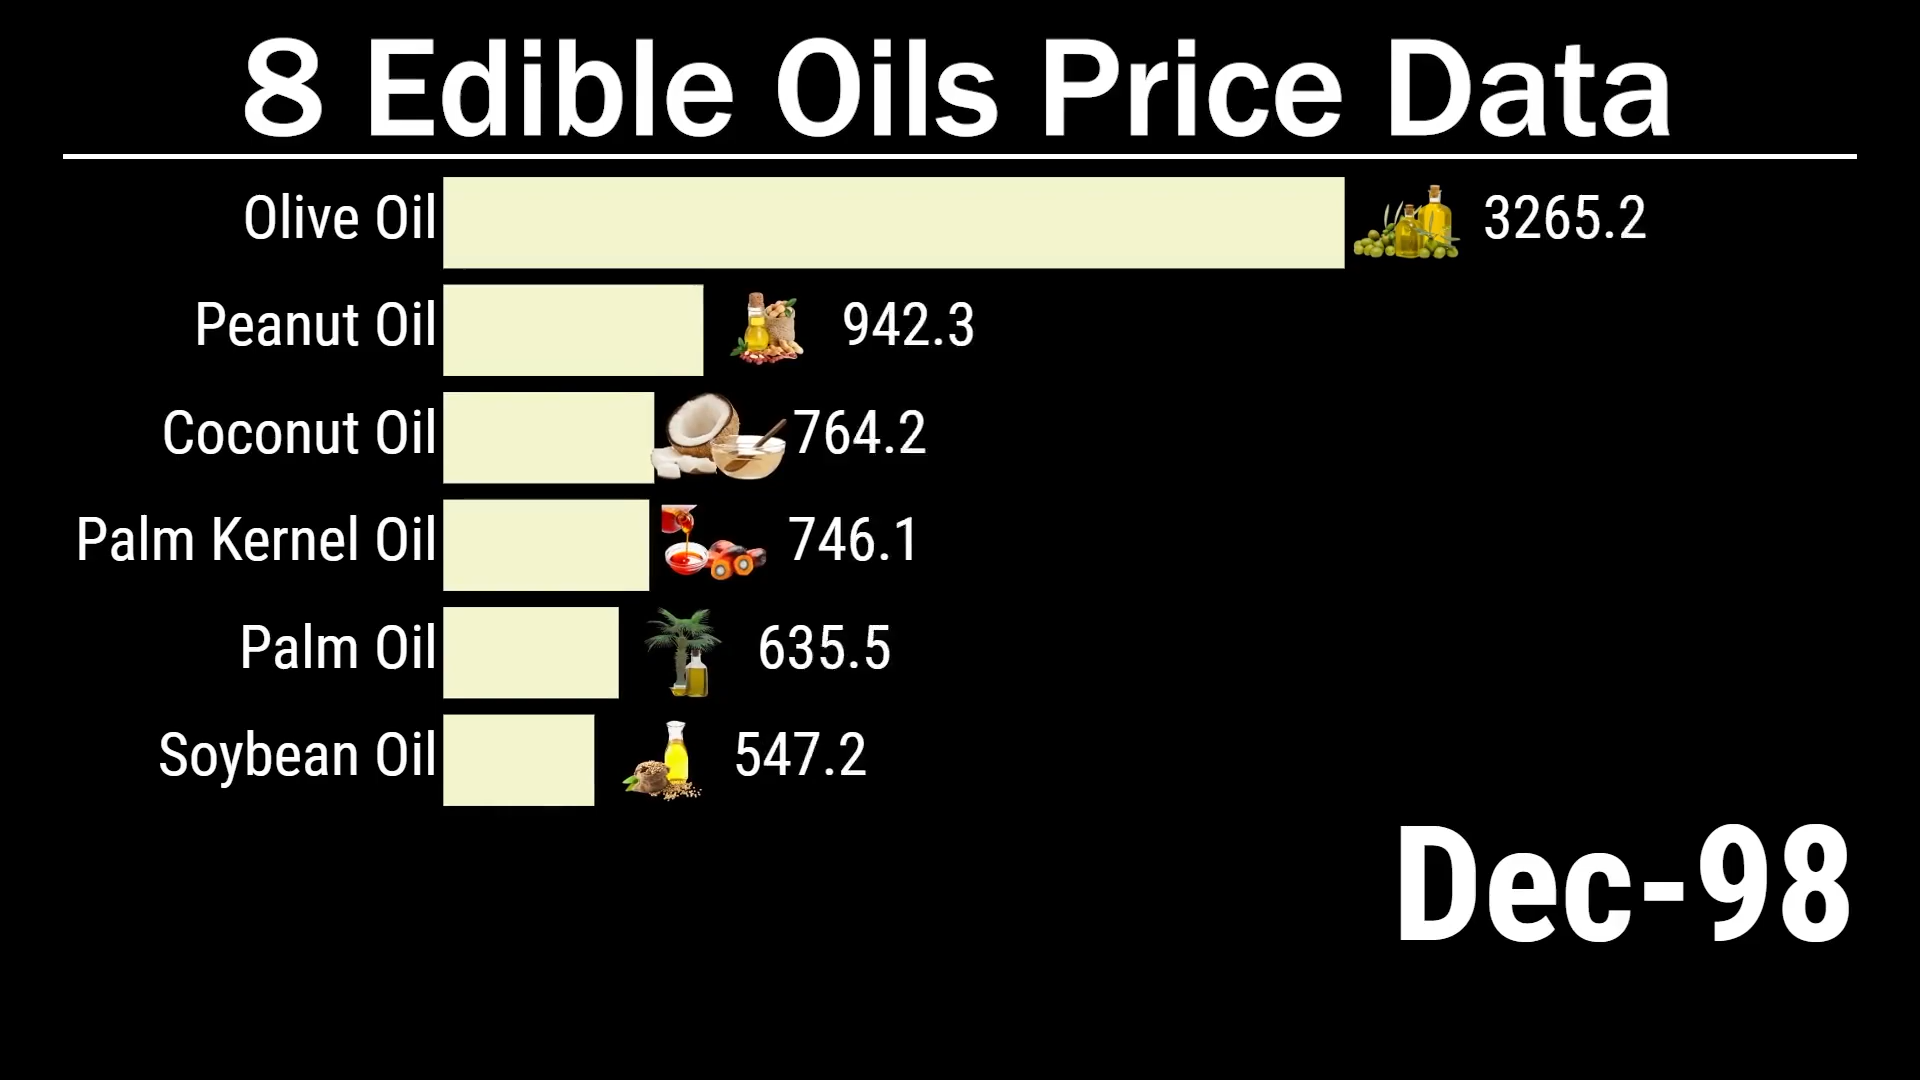 8 Edible Oils Price Data
Olive Oil 3265.2
Peanut Oil 942.3
Coconut Oil 764.2
Palm Kernel Oil 746.1
Palm Oil 635.5
Soybean Oil 547.2
Dec-98